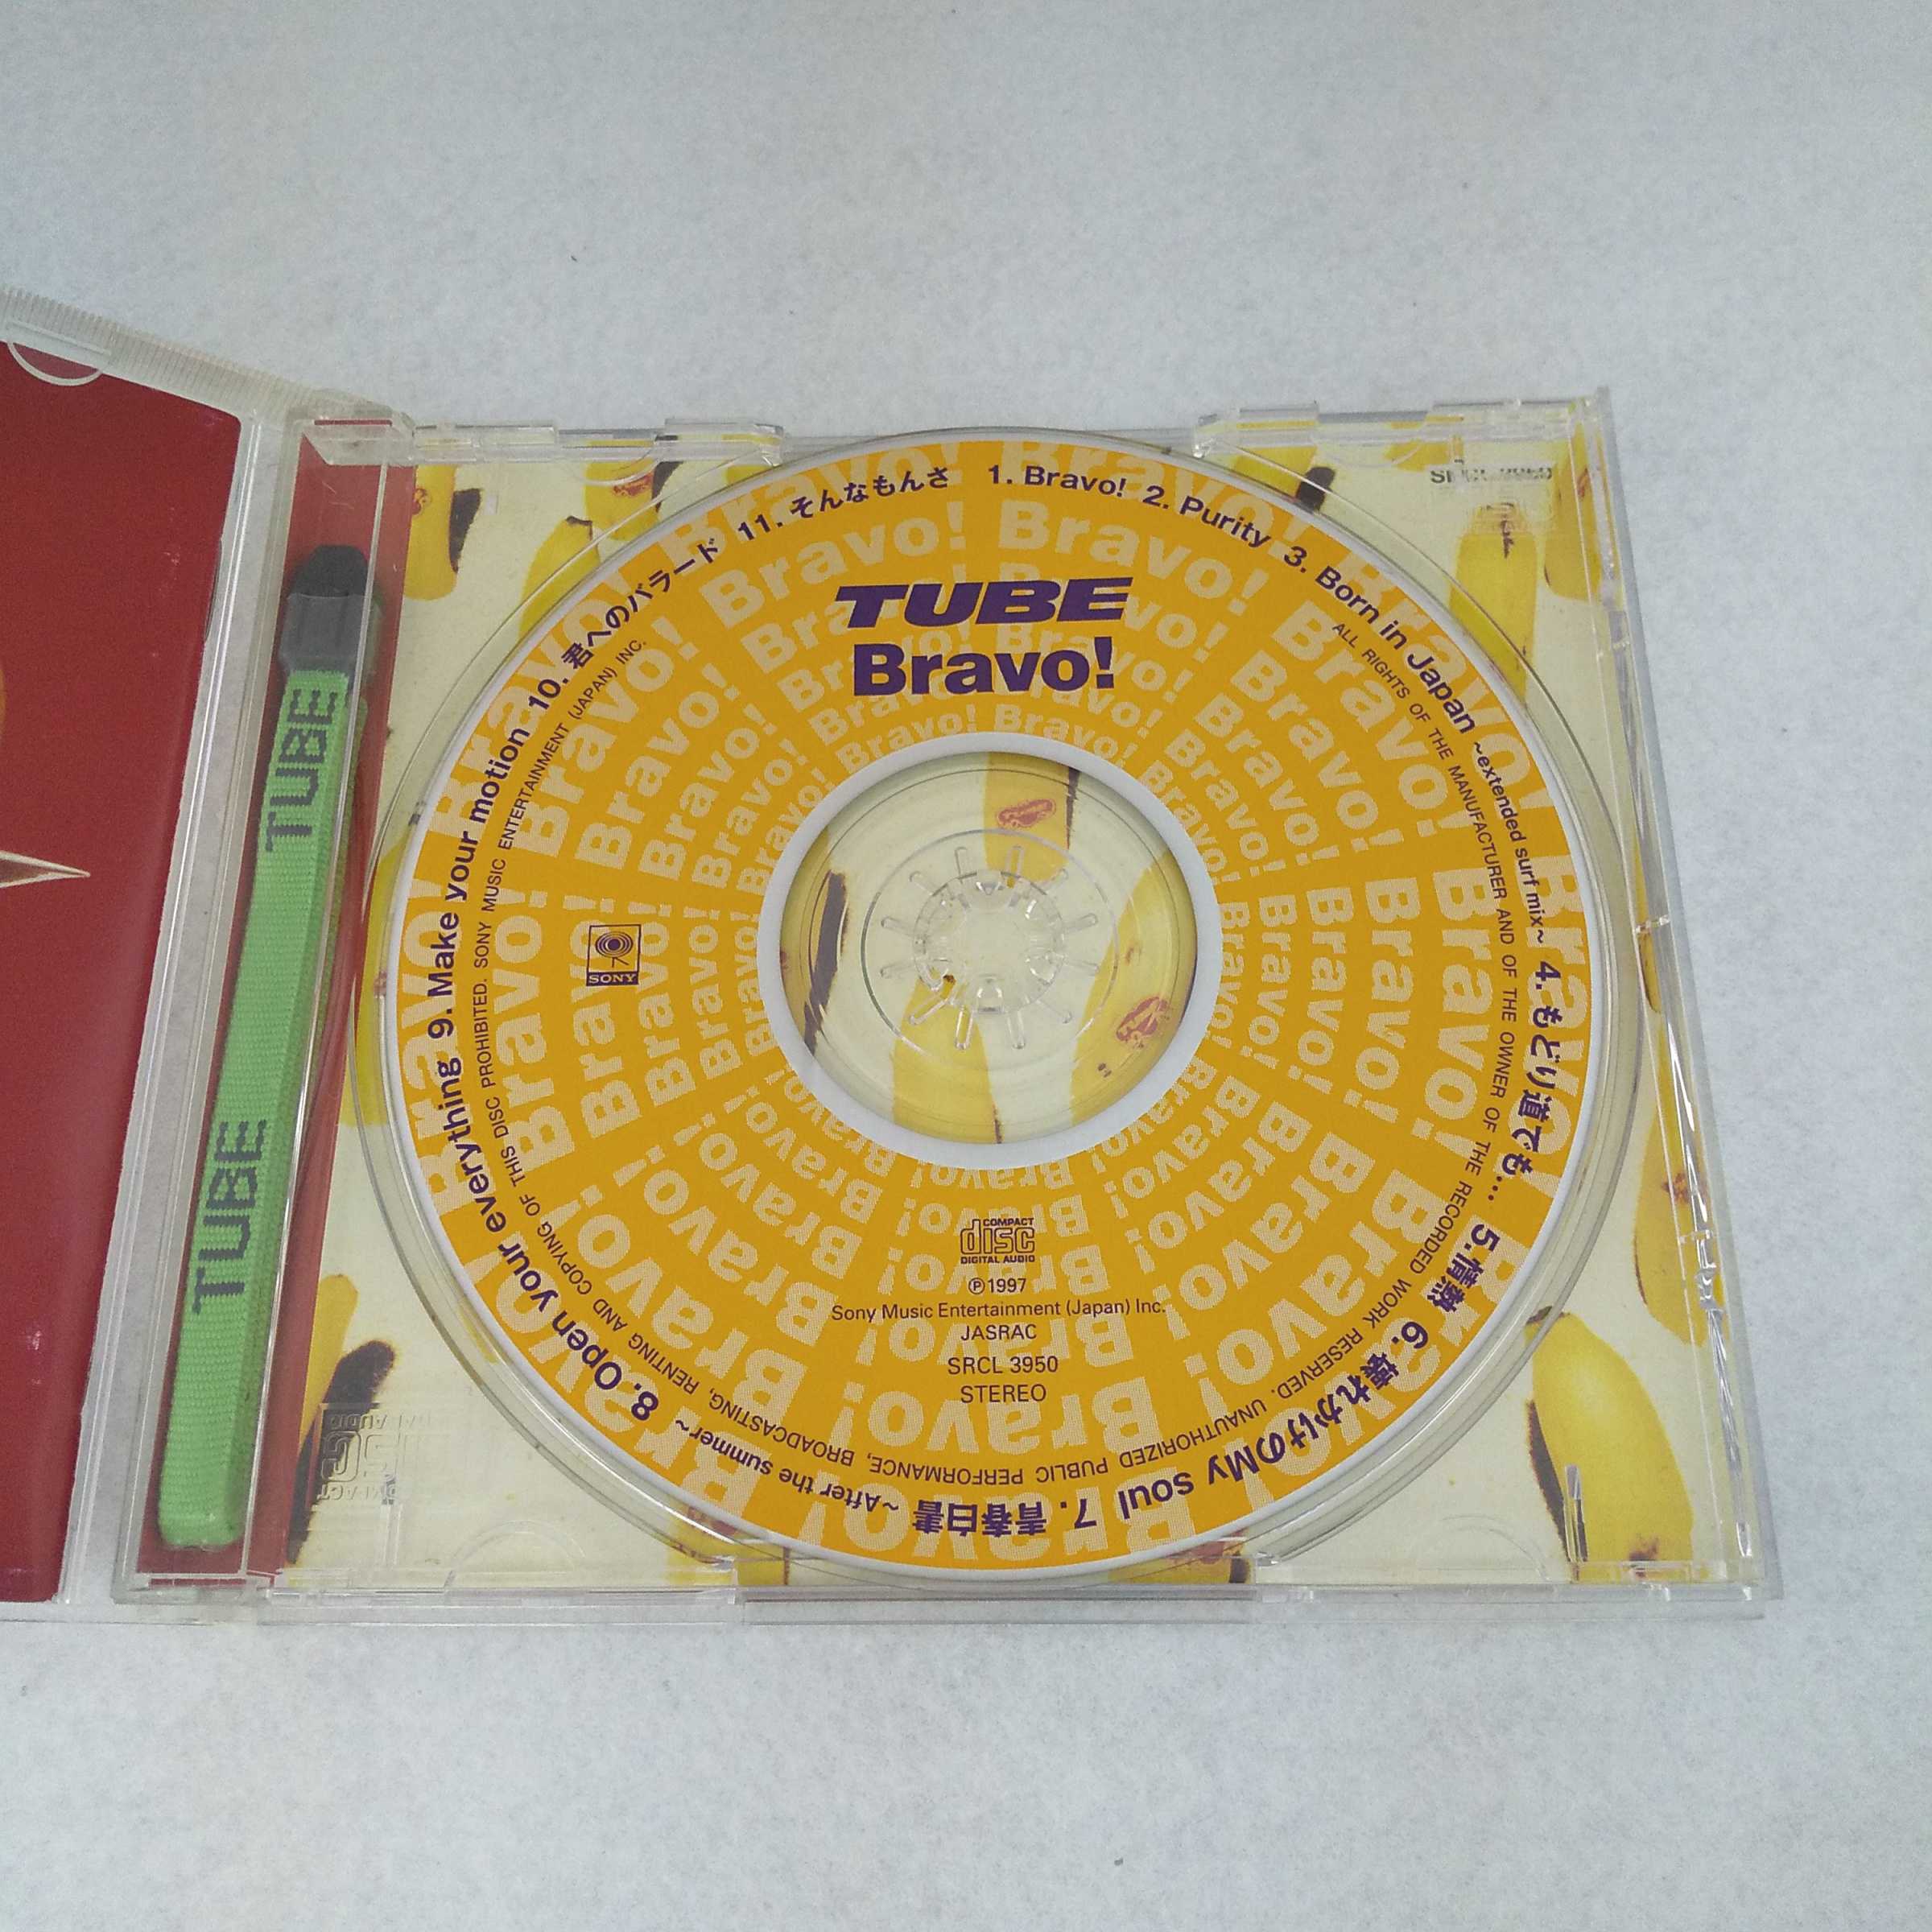 TUBE
Bravo!
1. Bravo! 2. Purity 3. Born in Japan ~extended surf mix~ 4. もどり道でも... 5. 情熱 6. 壊れかけのMy soul 7. 青春白書 ~After the summer~ 8. Open your everything 9. Make your motion 10. 君へのバラード 11. そんなもんさ
ALL RIGHTS OF THE MANUFACTURER AND OF THE OWNER OF THE RECORDED WORK RESERVED. UNAUTHORIZED PUBLIC PERFORMANCE, BROADCASTING, RENTING AND COPYING OF THIS DISC PROHIBITED. SONY MUSIC ENTERTAINMENT (JAPAN) INC.
SONY
COMPACT
disc
DIGITAL AUDIO
Ⓟ1997
Sony Music Entertainment (Japan) Inc.
JASRAC
SRCL 3950
STEREO
TUBE
TUBE